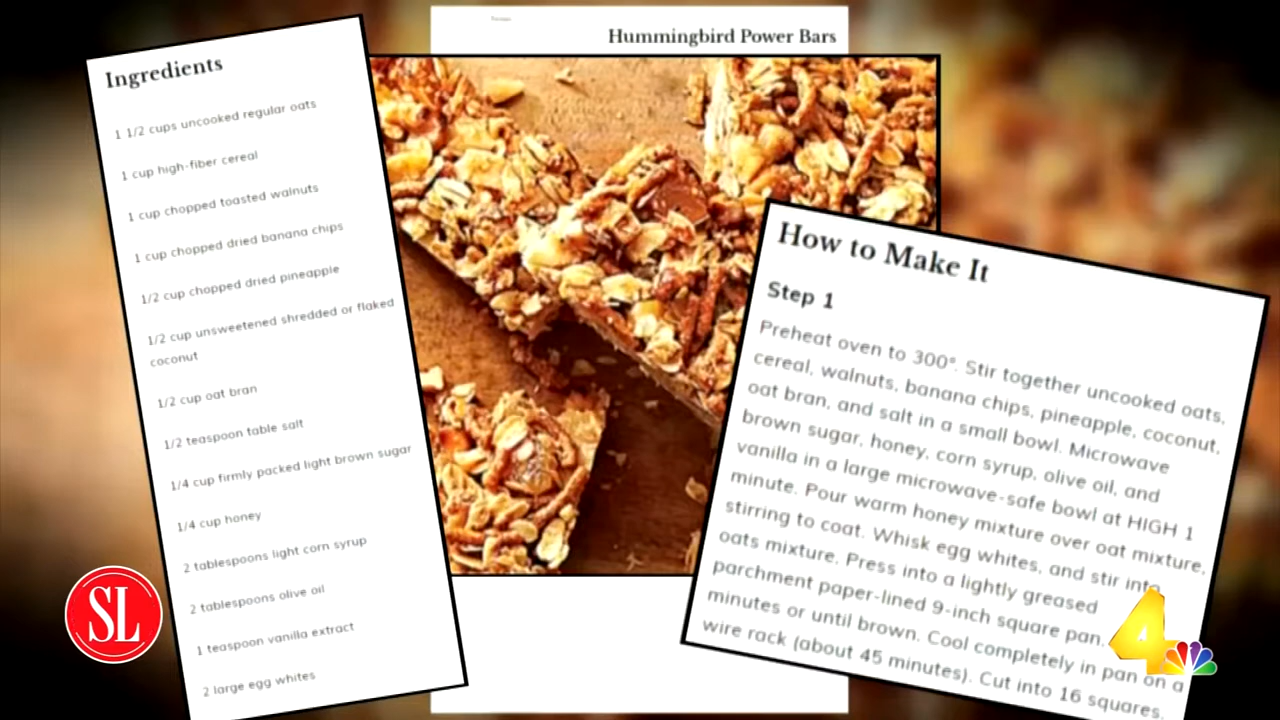 Hummingbird Power Bars
Ingredients
1 1/2 cups uncooked regular oats
1 cup high-fiber cereal
1 cup chopped toasted walnuts
1 cup chopped dried banana chips
1/2 cup chopped dried pineapple
1/2 cup unsweetened shredded or flaked
coconut
1/2 cup oat bran
1/2 teaspoon table salt
1/4 cup firmly packed light brown sugar
1/4 cup honey
2 tablespoons light corn syrup
2 tablespoons olive oil
1 teaspoon vanilla extract
2 large egg whites
How to Make It
Step 1
Preheat oven to 300°. Stir together uncooked oats,
cereal, walnuts, banana chips, pineapple, coconut,
oat bran, and salt in a small bowl. Microwave
brown sugar, honey, corn syrup, olive oil, and
vanilla in a large microwave-safe bowl at HIGH 1
minute. Pour warm honey mixture over oat mixture,
stirring to coat. Whisk egg whites, and stir into
oats mixture. Press into a lightly greased
parchment paper-lined 9-inch square pan.
minutes or until brown. Cool completely in pan on a
wire rack (about 45 minutes). Cut into 16 squares.
SL
4